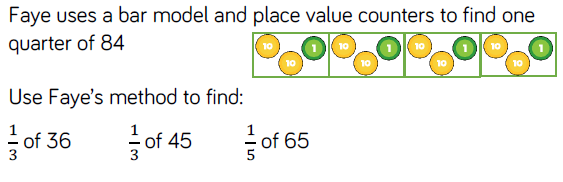 Faye uses a bar model and place value counters to find one
quarter of 84
10 1 10 1 10 1 10 1
10 10 10 10
Use Faye's method to find:
1/3 of 36 1/3 of 45 1/5 of 65